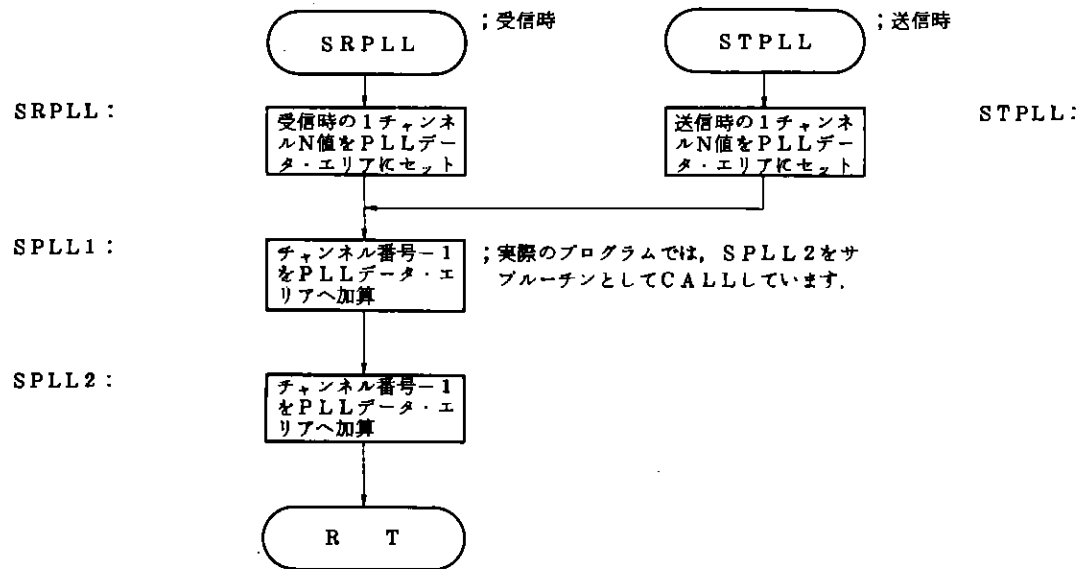 SRPLL
;受信時
STPLL
;送信時
SRPLL:
受信時の1チャンネ
ルN値をPLLデー
タ・エリアにセット
送信時の1チャンネ
ルN値をPLLデー
タ・エリアにセット
STPLL:
SPLL1:
チャンネル番号-1
をPLLデータ・エ
リアへ加算
;実際のプログラムでは,SPLL2をサ
ブルーチンとしてCALLしています.
SPLL2:
チャンネル番号-1
をPLLデータ・エ
リアへ加算
R T